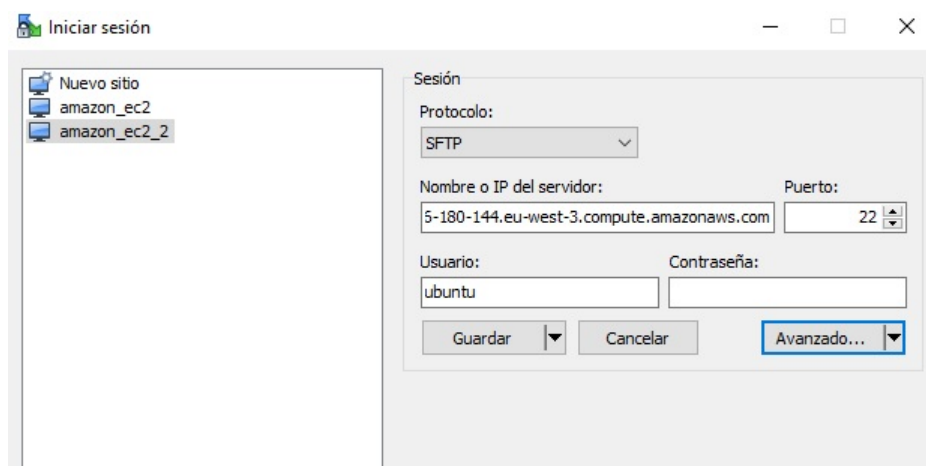 Iniciar sesión
Nuevo sitio
amazon_ec2
amazon_ec2_2
Sesión
Protocolo:
SFTP
Nombre o IP del servidor: Puerto:
5-180-144.eu-west-3.compute.amazonaws.com 22
Usuario: Contraseña:
ubuntu
Guardar Cancelar Avanzado...